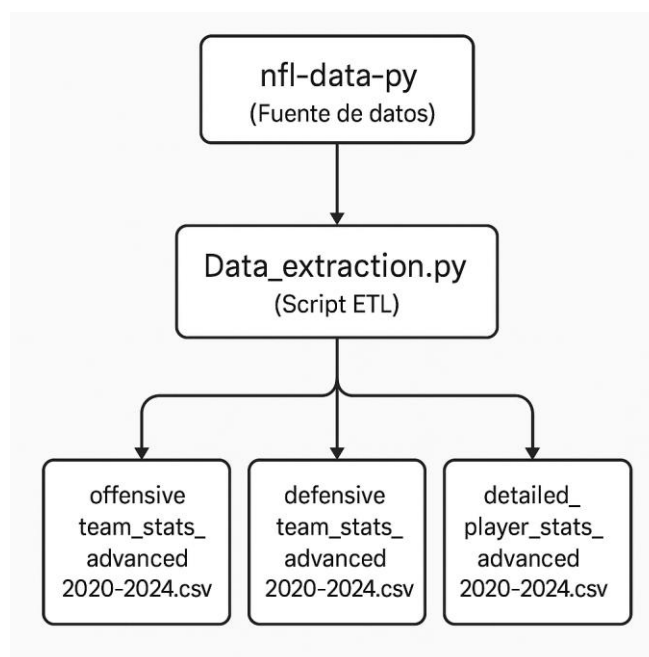 nfl-data-py
(Fuente de datos)
Data_extraction.py
(Script ETL)
offensive
team_stats_
advanced
2020-2024.csv
defensive
team_stats_
advanced
2020-2024.csv
detailed_
player_stats_
advanced
2020-2024.csv